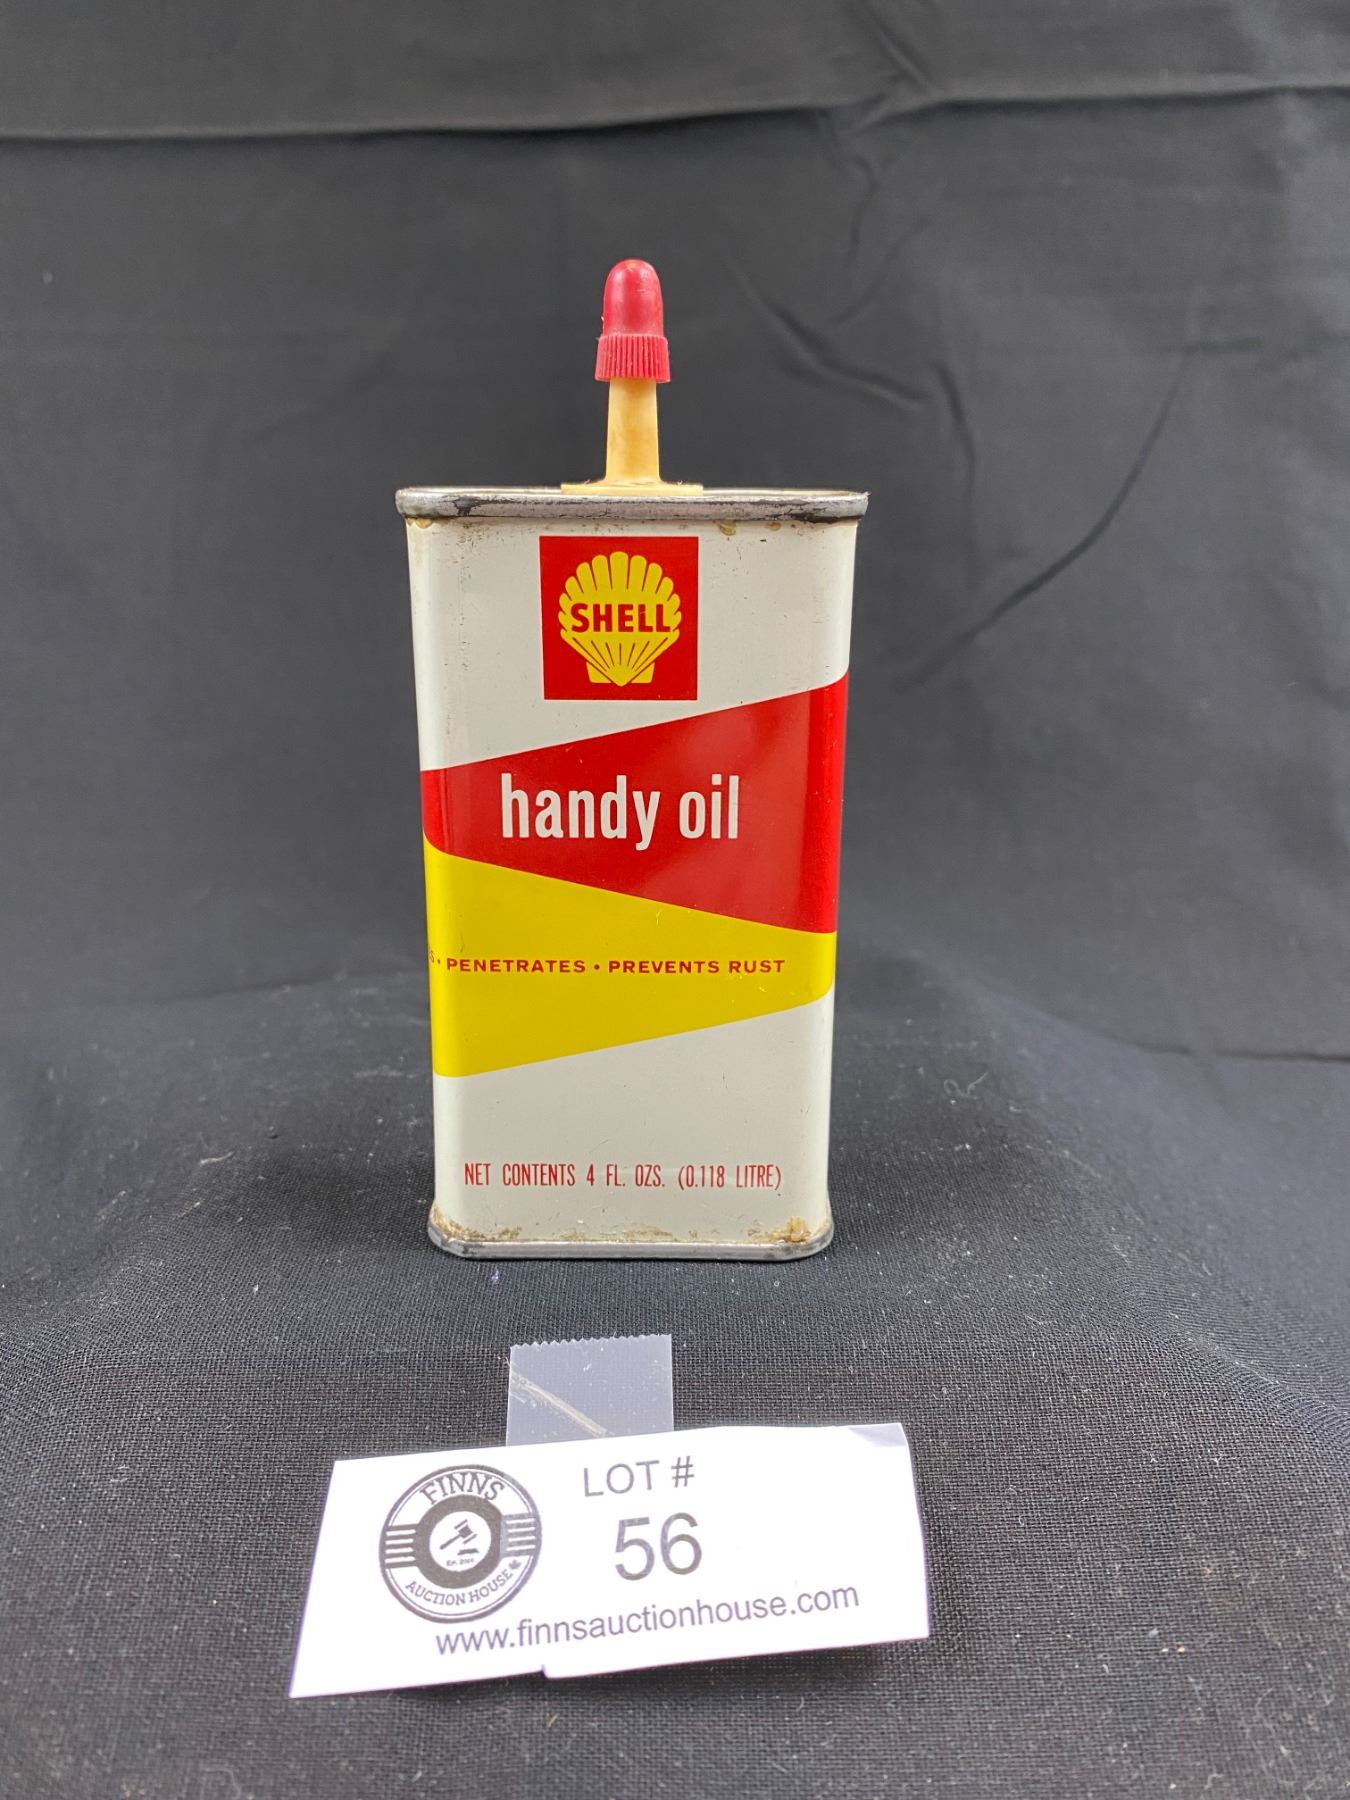 SHELL
handy oil
S • PENETRATES • PREVENTS RUST
NET CONTENTS 4 FL. OZS. (0.118 LITRE)
LOT #
56
FINNS
AUCTION HOUSE
www.finnsauctionhouse.com